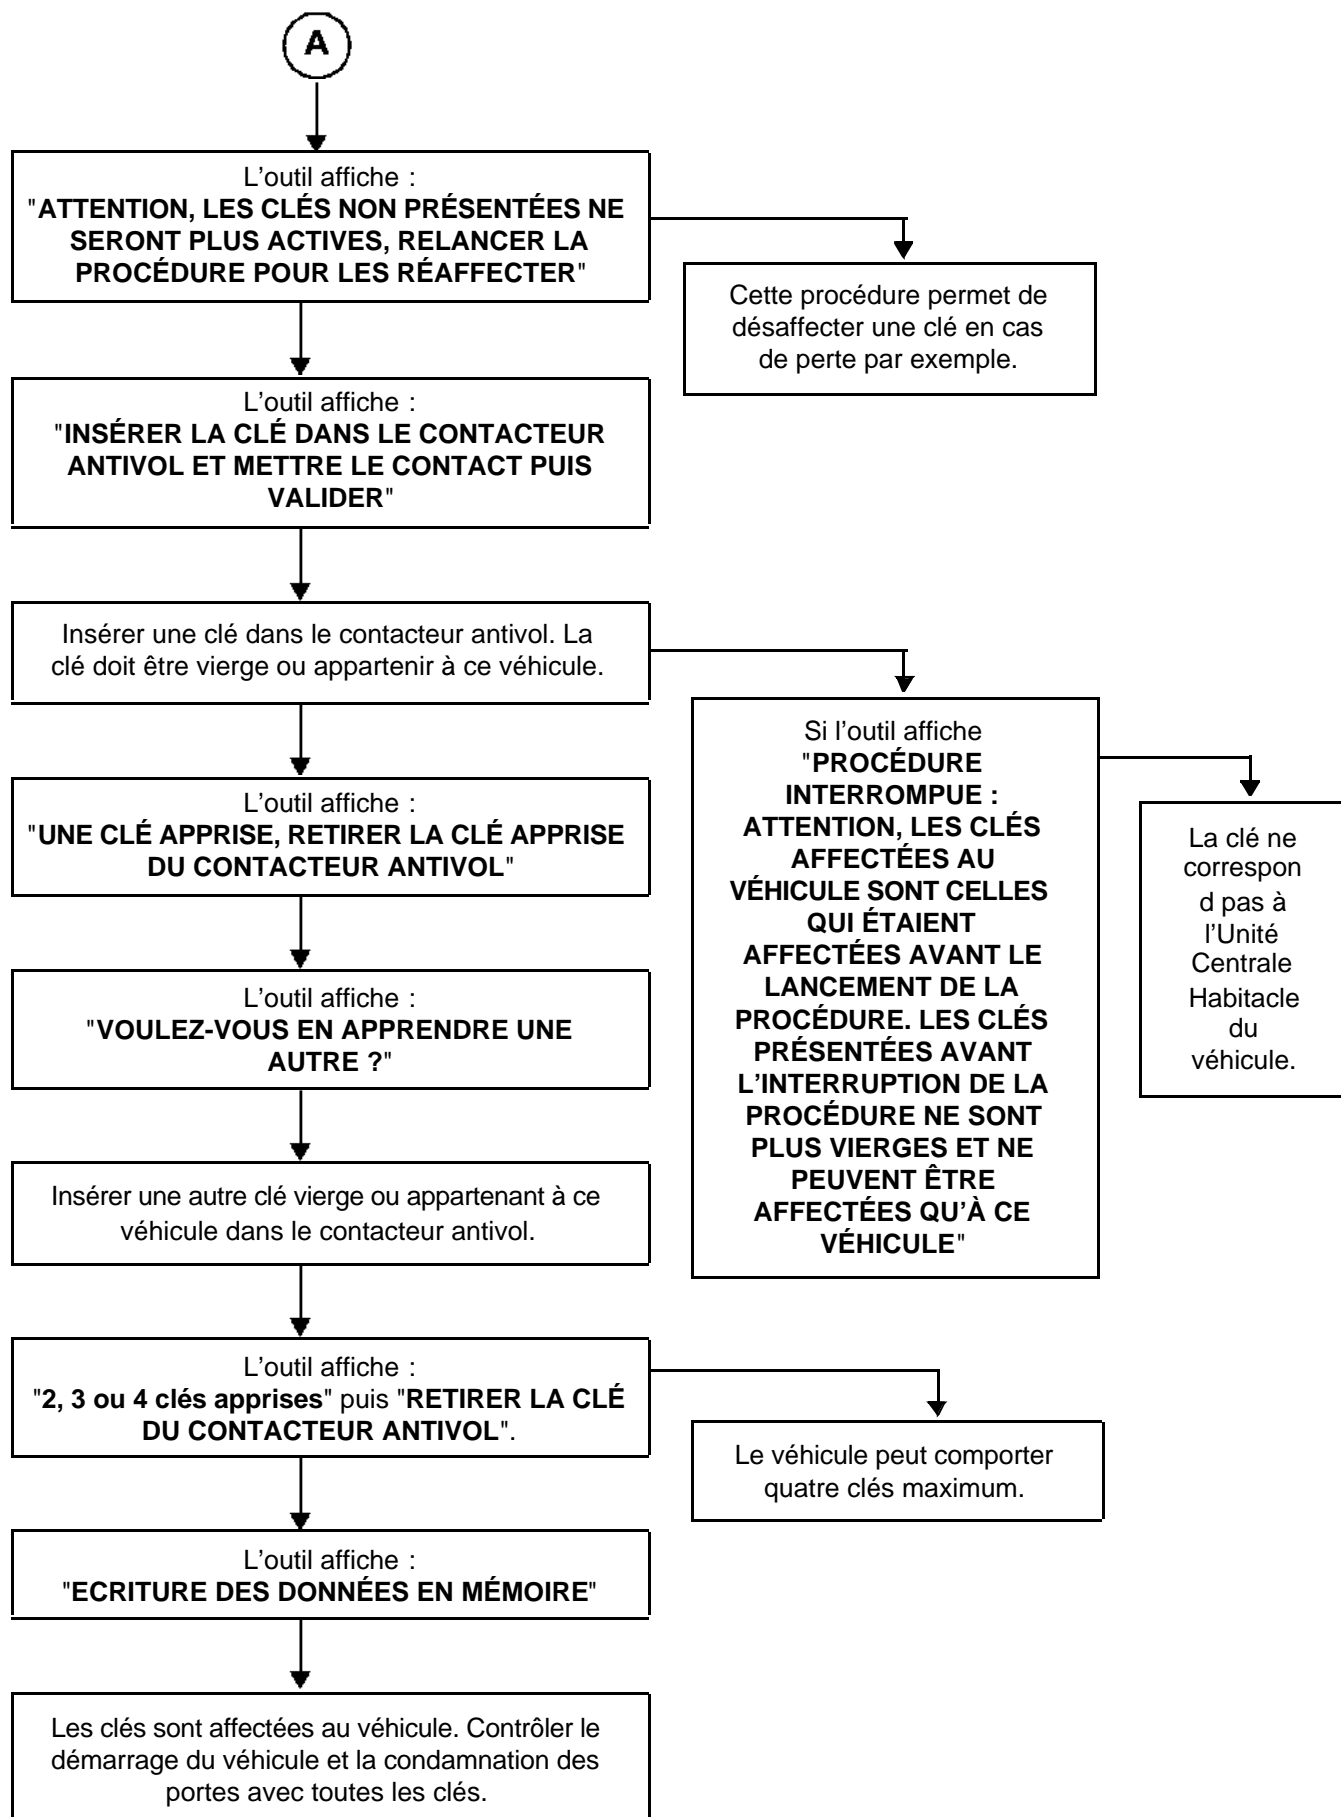 A
L'outil affiche :
"ATTENTION, LES CLÉS NON PRÉSENTÉES NE
SERONT PLUS ACTIVES, RELANCER LA
PROCÉDURE POUR LES RÉAFFECTER"
Cette procédure permet de
désaffecter une clé en cas
de perte par exemple.
L'outil affiche :
"INSÉRER LA CLÉ DANS LE CONTACTEUR
ANTIVOL ET METTRE LE CONTACT PUIS
VALIDER"
Insérer une clé dans le contacteur antivol. La
clé doit être vierge ou appartenir à ce véhicule.
Si l'outil affiche
"PROCÉDURE
INTERROMPUE :
ATTENTION, LES CLÉS
AFFECTÉES AU
VÉHICULE SONT CELLES
QUI ÉTAIENT
AFFECTÉES AVANT LE
LANCEMENT DE LA
PROCÉDURE. LES CLÉS
PRÉSENTÉES AVANT
L'INTERRUPTION DE LA
PROCÉDURE NE SONT
PLUS VIERGES ET NE
PEUVENT ÊTRE
AFFECTÉES QU'À CE
VÉHICULE"
La clé ne
correspon
d pas à
l'Unité
Centrale
Habitacle
du
véhicule.
L'outil affiche :
"UNE CLÉ APPRISE, RETIRER LA CLÉ APPRISE
DU CONTACTEUR ANTIVOL"
L'outil affiche :
"VOULEZ-VOUS EN APPRENDRE UNE
AUTRE ?"
Insérer une autre clé vierge ou appartenant à ce
véhicule dans le contacteur antivol.
L'outil affiche :
"2, 3 ou 4 clés apprises" puis "RETIRER LA CLÉ
DU CONTACTEUR ANTIVOL".
Le véhicule peut comporter
quatre clés maximum.
L'outil affiche :
"ECRITURE DES DONNÉES EN MÉMOIRE"
Les clés sont affectées au véhicule. Contrôler le
démarrage du véhicule et la condamnation des
portes avec toutes les clés.